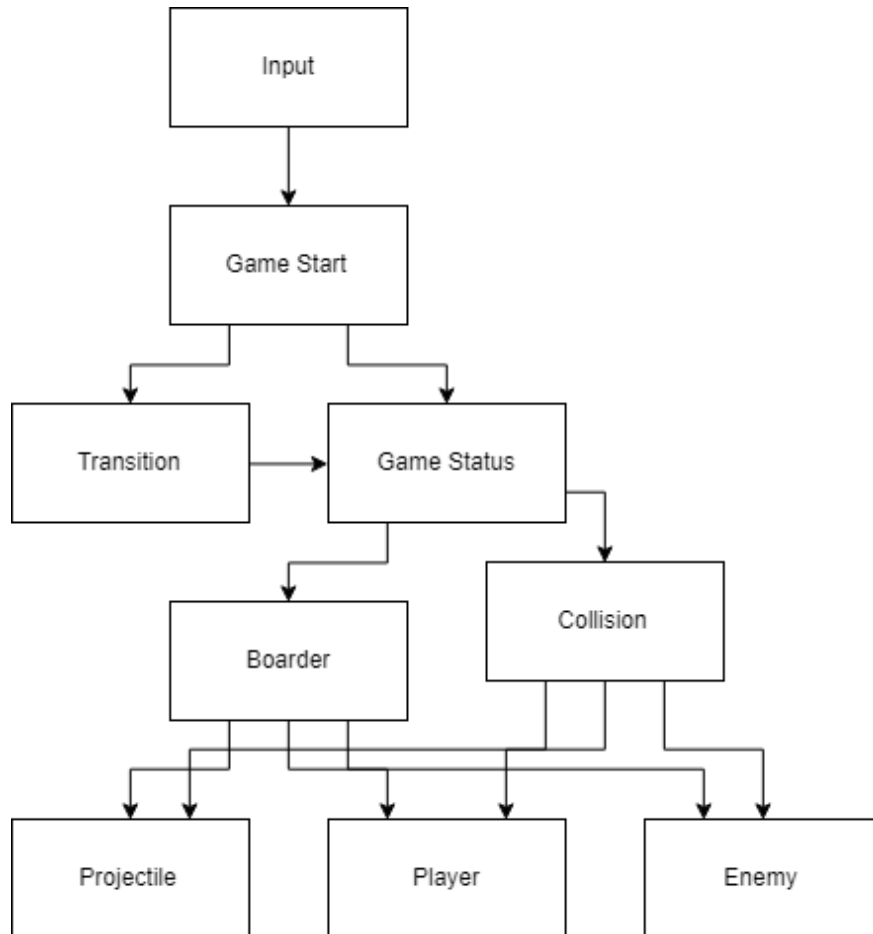 Input
Game Start
Transition
Game Status
Collision
Boarder
Projectile
Player
Enemy